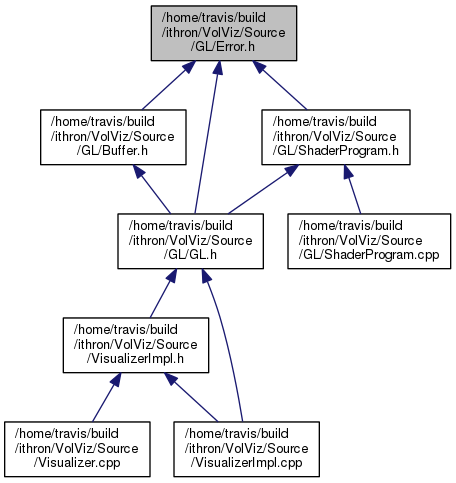 /home/travis/build
/ithron/VolViz/Source
/GL/Error.h
/home/travis/build
/ithron/VolViz/Source
/GL/Buffer.h
/home/travis/build
/ithron/VolViz/Source
/GL/ShaderProgram.h
/home/travis/build
/ithron/VolViz/Source
/GL/GL.h
/home/travis/build
/ithron/VolViz/Source
/GL/ShaderProgram.cpp
/home/travis/build
/ithron/VolViz/Source
/VisualizerImpl.h
/home/travis/build
/ithron/VolViz/Source
/Visualizer.cpp
/home/travis/build
/ithron/VolViz/Source
/VisualizerImpl.cpp